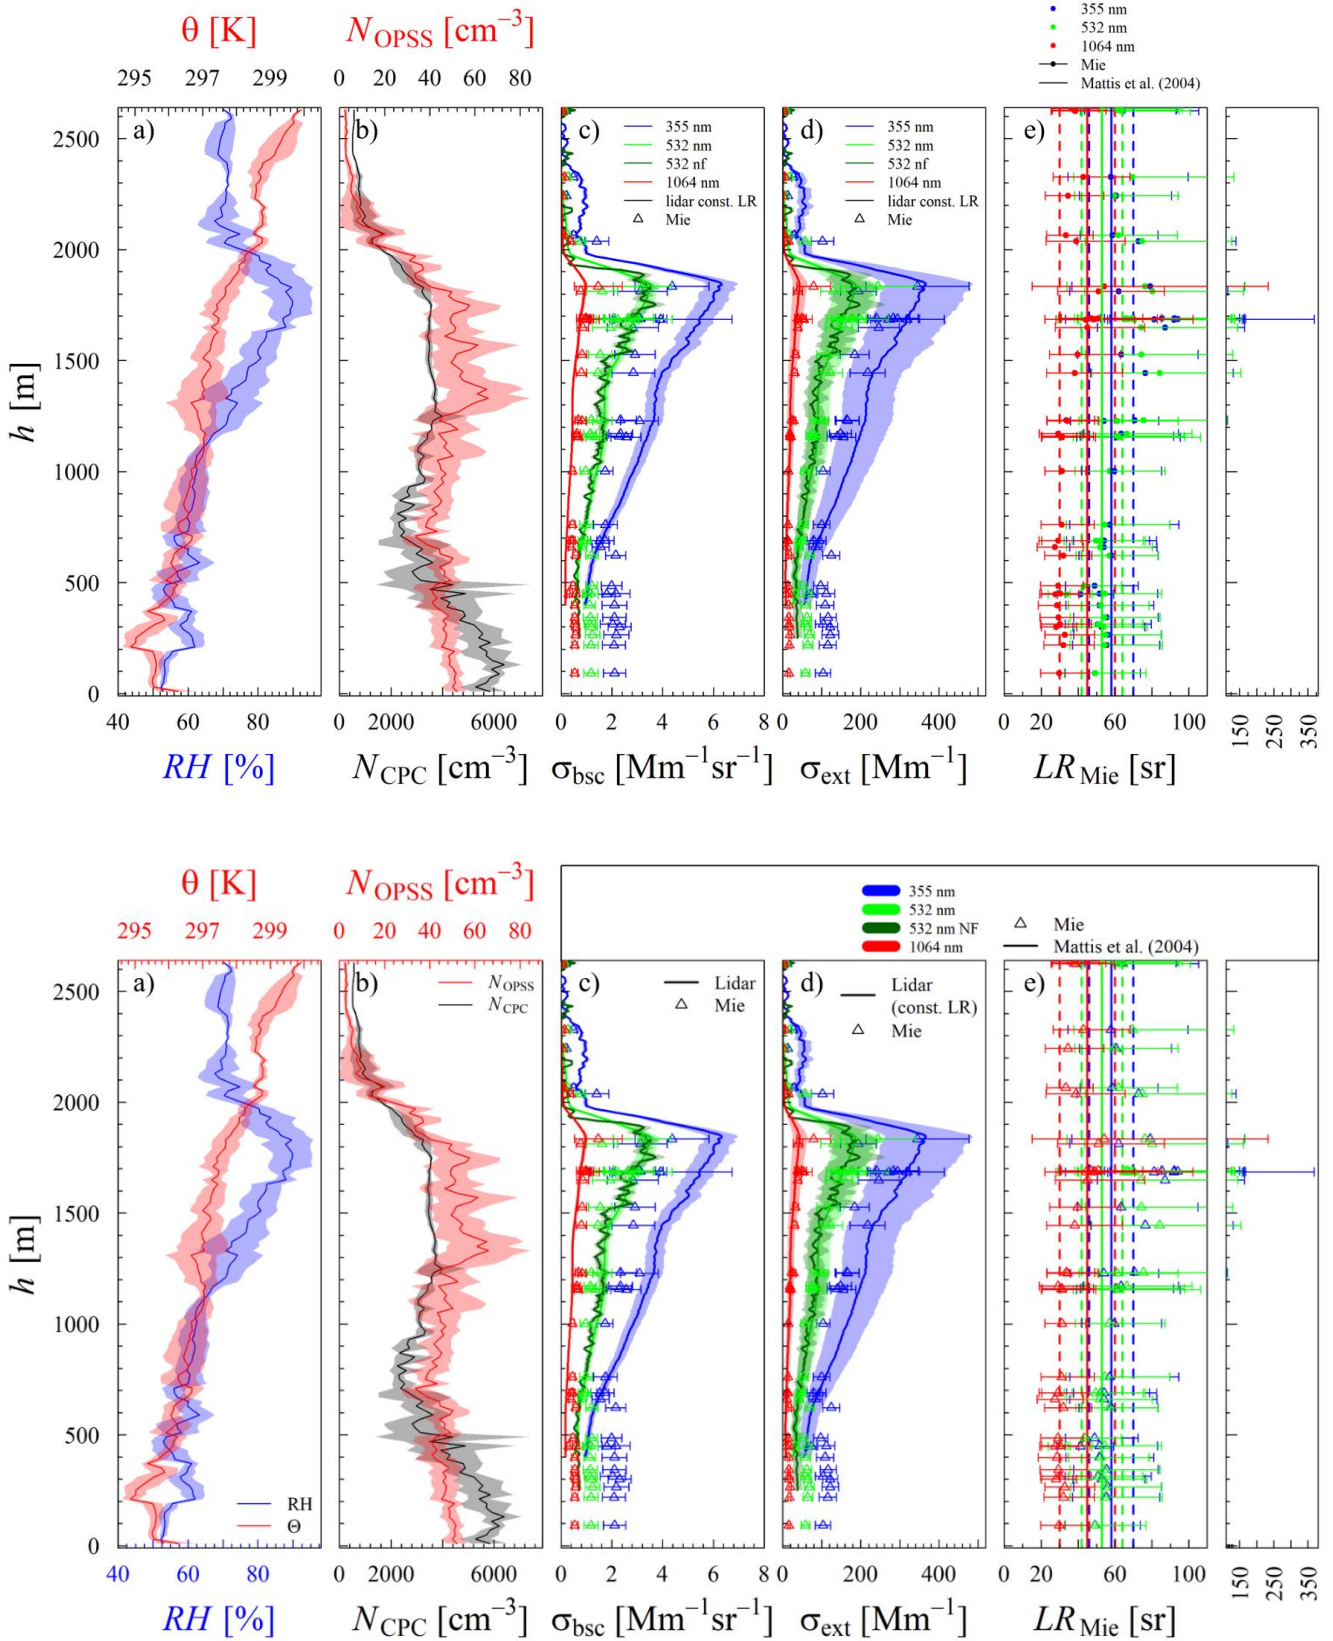 θ [K]
N_OPSS [cm⁻³]
355 nm
532 nm
1064 nm
Mie
Mattis et al. (2004)
295 297 299
0 20 40 60 80
a)
b)
c)
355 nm
532 nm
532 nf
1064 nm
lidar const. LR
Mie
d)
355 nm
532 nm
532 nf
1064 nm
lidar const. LR
Mie
e)
2500
2000
1500
1000
500
0
h [m]
40 60 80
0 2000 4000 6000
0 2 4 6 8
0 200 400
0 20 60 100
150 250 350
RH [%]
N_CPC [cm⁻³]
σ_bsc [Mm⁻¹sr⁻¹]
σ_ext [Mm⁻¹]
LR_Mie [sr]
θ [K]
N_OPSS [cm⁻³]
355 nm
532 nm
532 nm NF
1064 nm
Mie
Mattis et al. (2004)
295 297 299
0 20 40 60 80
a)
b)
N_OPSS
N_CPC
c)
Lidar
Mie
d)
Lidar
(const. LR)
Mie
e)
2500
2000
1500
1000
500
0
h [m]
RH
Θ
40 60 80
0 2000 4000 6000
0 2 4 6 8
0 200 400
0 20 60 100
150 250 350
RH [%]
N_CPC [cm⁻³]
σ_bsc [Mm⁻¹sr⁻¹]
σ_ext [Mm⁻¹]
LR_Mie [sr]